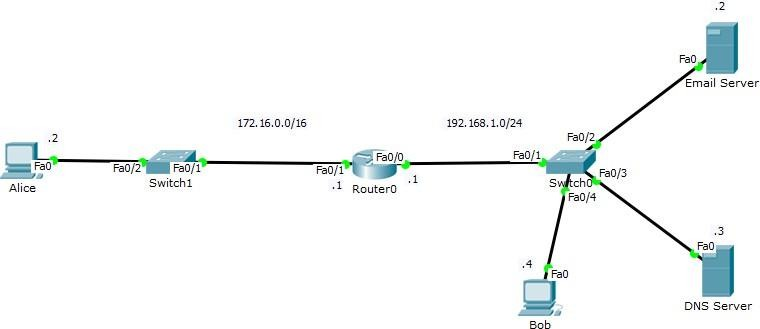 .2
Fa0
Email Server
172.16.0.0/16
192.168.1.0/24
.2
Fa0
Alice
Fa0/2
Fa0/1
Switch1
Fa0/1
.1
Fa0/0
Router0
.1
Fa0/1
Fa0/2
Switch0
Fa0/3
Fa0/4
.3
Fa0
DNS Server
.4
Fa0
Bob